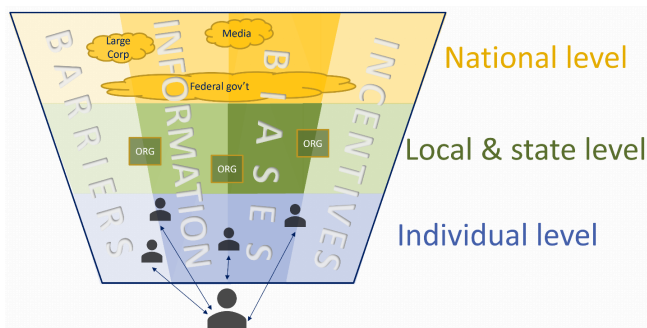 BARRIERS
INFORMATION
BIASES
INCENTIVES
Large
Corp
Media
Federal gov't
National level
ORG
ORG
ORG
Local & state level
Individual level